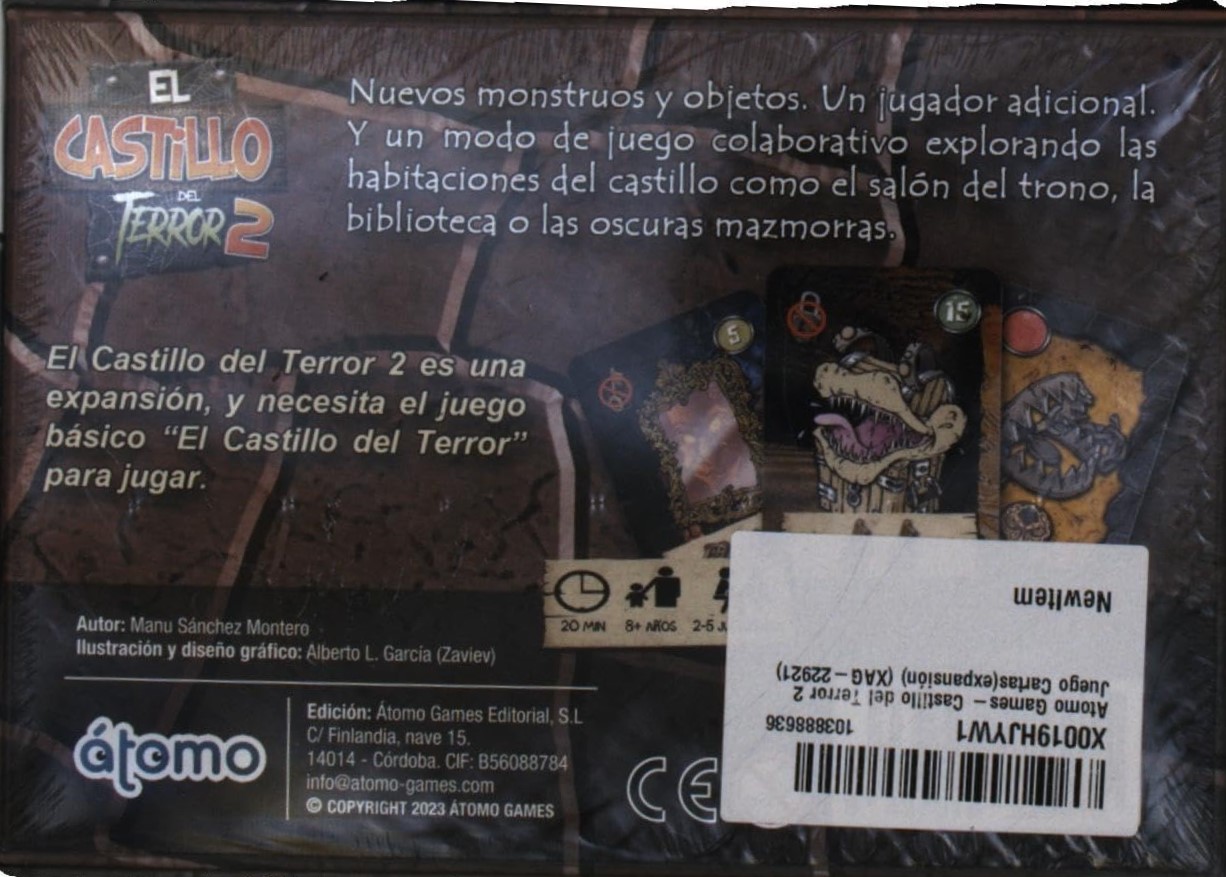 EL
CASTILLO
DEL
TERROR 2
Nuevos monstruos y objetos. Un jugador adicional.
Y un modo de juego colaborativo explorando las
habitaciones del castillo como el salón del trono, la
biblioteca o las oscuras mazmorras.
El Castillo del Terror 2 es una
expansión, y necesita el juego
básico “El Castillo del Terror”
para jugar.
5
15
20 MIN 8+ AÑOS 2-5 J
Autor: Manu Sánchez Montero
Ilustración y diseño gráfico: Alberto L. García (Zaviev)
átomo
Edición: Átomo Games Editorial, S.L
C/ Finlandia, nave 15.
14014 - Córdoba. CIF: B56088784
info@atomo-games.com
© COPYRIGHT 2023 ÁTOMO GAMES
CE
X0019HJYW1 103888636
Atomo Games – Castillo del Terror 2
Juego Cartas(expansión) (XAG–22921)
NewItem